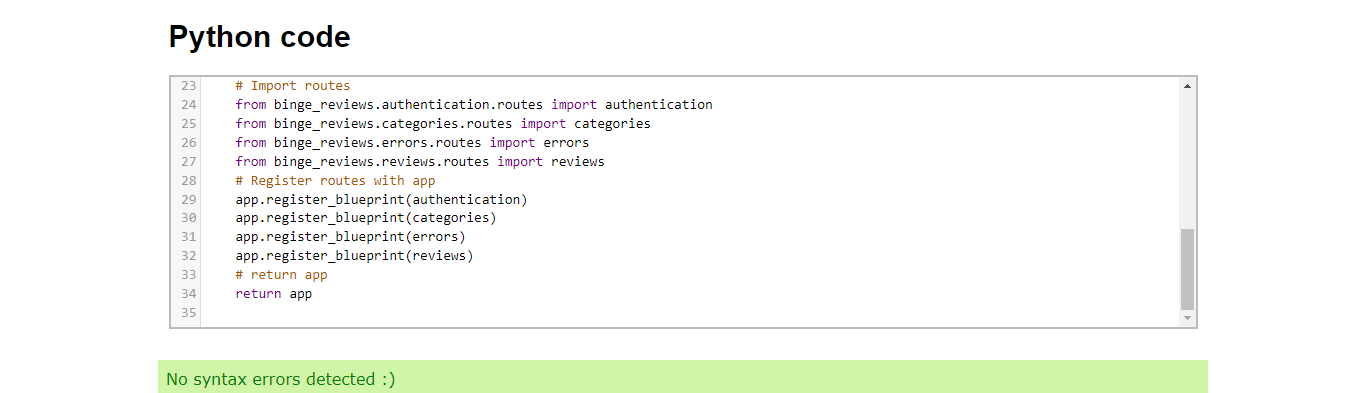 Python code
23 # Import routes
24 from binge_reviews.authentication.routes import authentication
25 from binge_reviews.categories.routes import categories
26 from binge_reviews.errors.routes import errors
27 from binge_reviews.reviews.routes import reviews
28 # Register routes with app
29 app.register_blueprint(authentication)
30 app.register_blueprint(categories)
31 app.register_blueprint(errors)
32 app.register_blueprint(reviews)
33 # return app
34 return app
35
No syntax errors detected :)